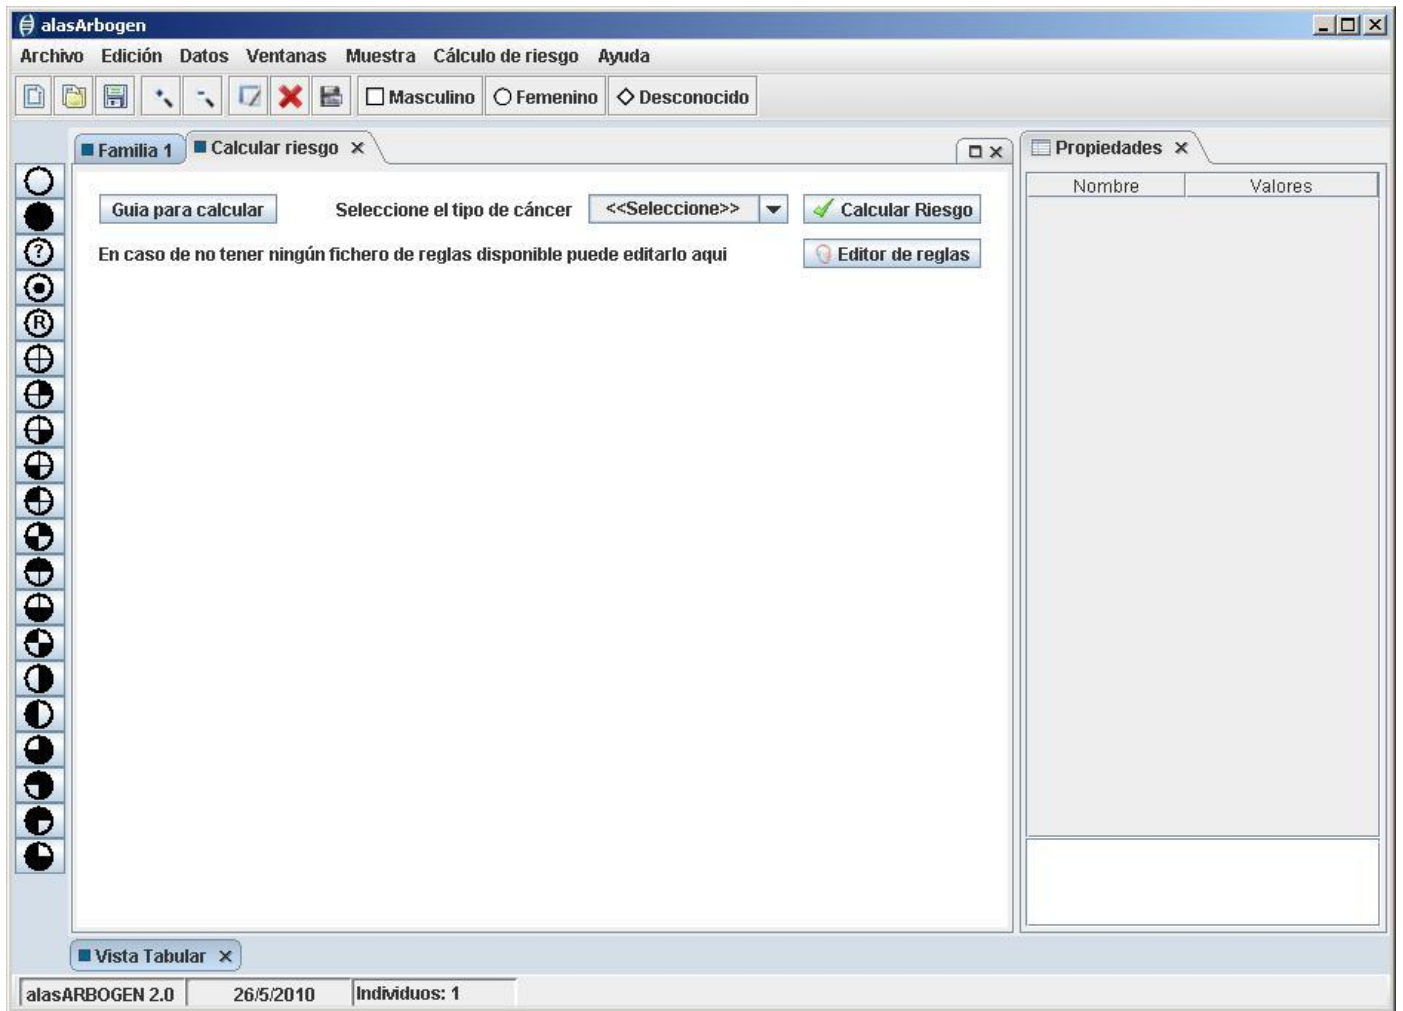 alasArbogen
Archivo Edición Datos Ventanas Muestra Cálculo de riesgo Ayuda
Masculino Femenino Desconocido
Familia 1 Calcular riesgo Propiedades
Nombre Valores
Guia para calcular Seleccione el tipo de cáncer <<Seleccione>> Calcular Riesgo
En caso de no tener ningún fichero de reglas disponible puede editarlo aqui Editor de reglas
?
R
Vista Tabular
alasARBOGEN 2.0 26/5/2010 Individuos: 1